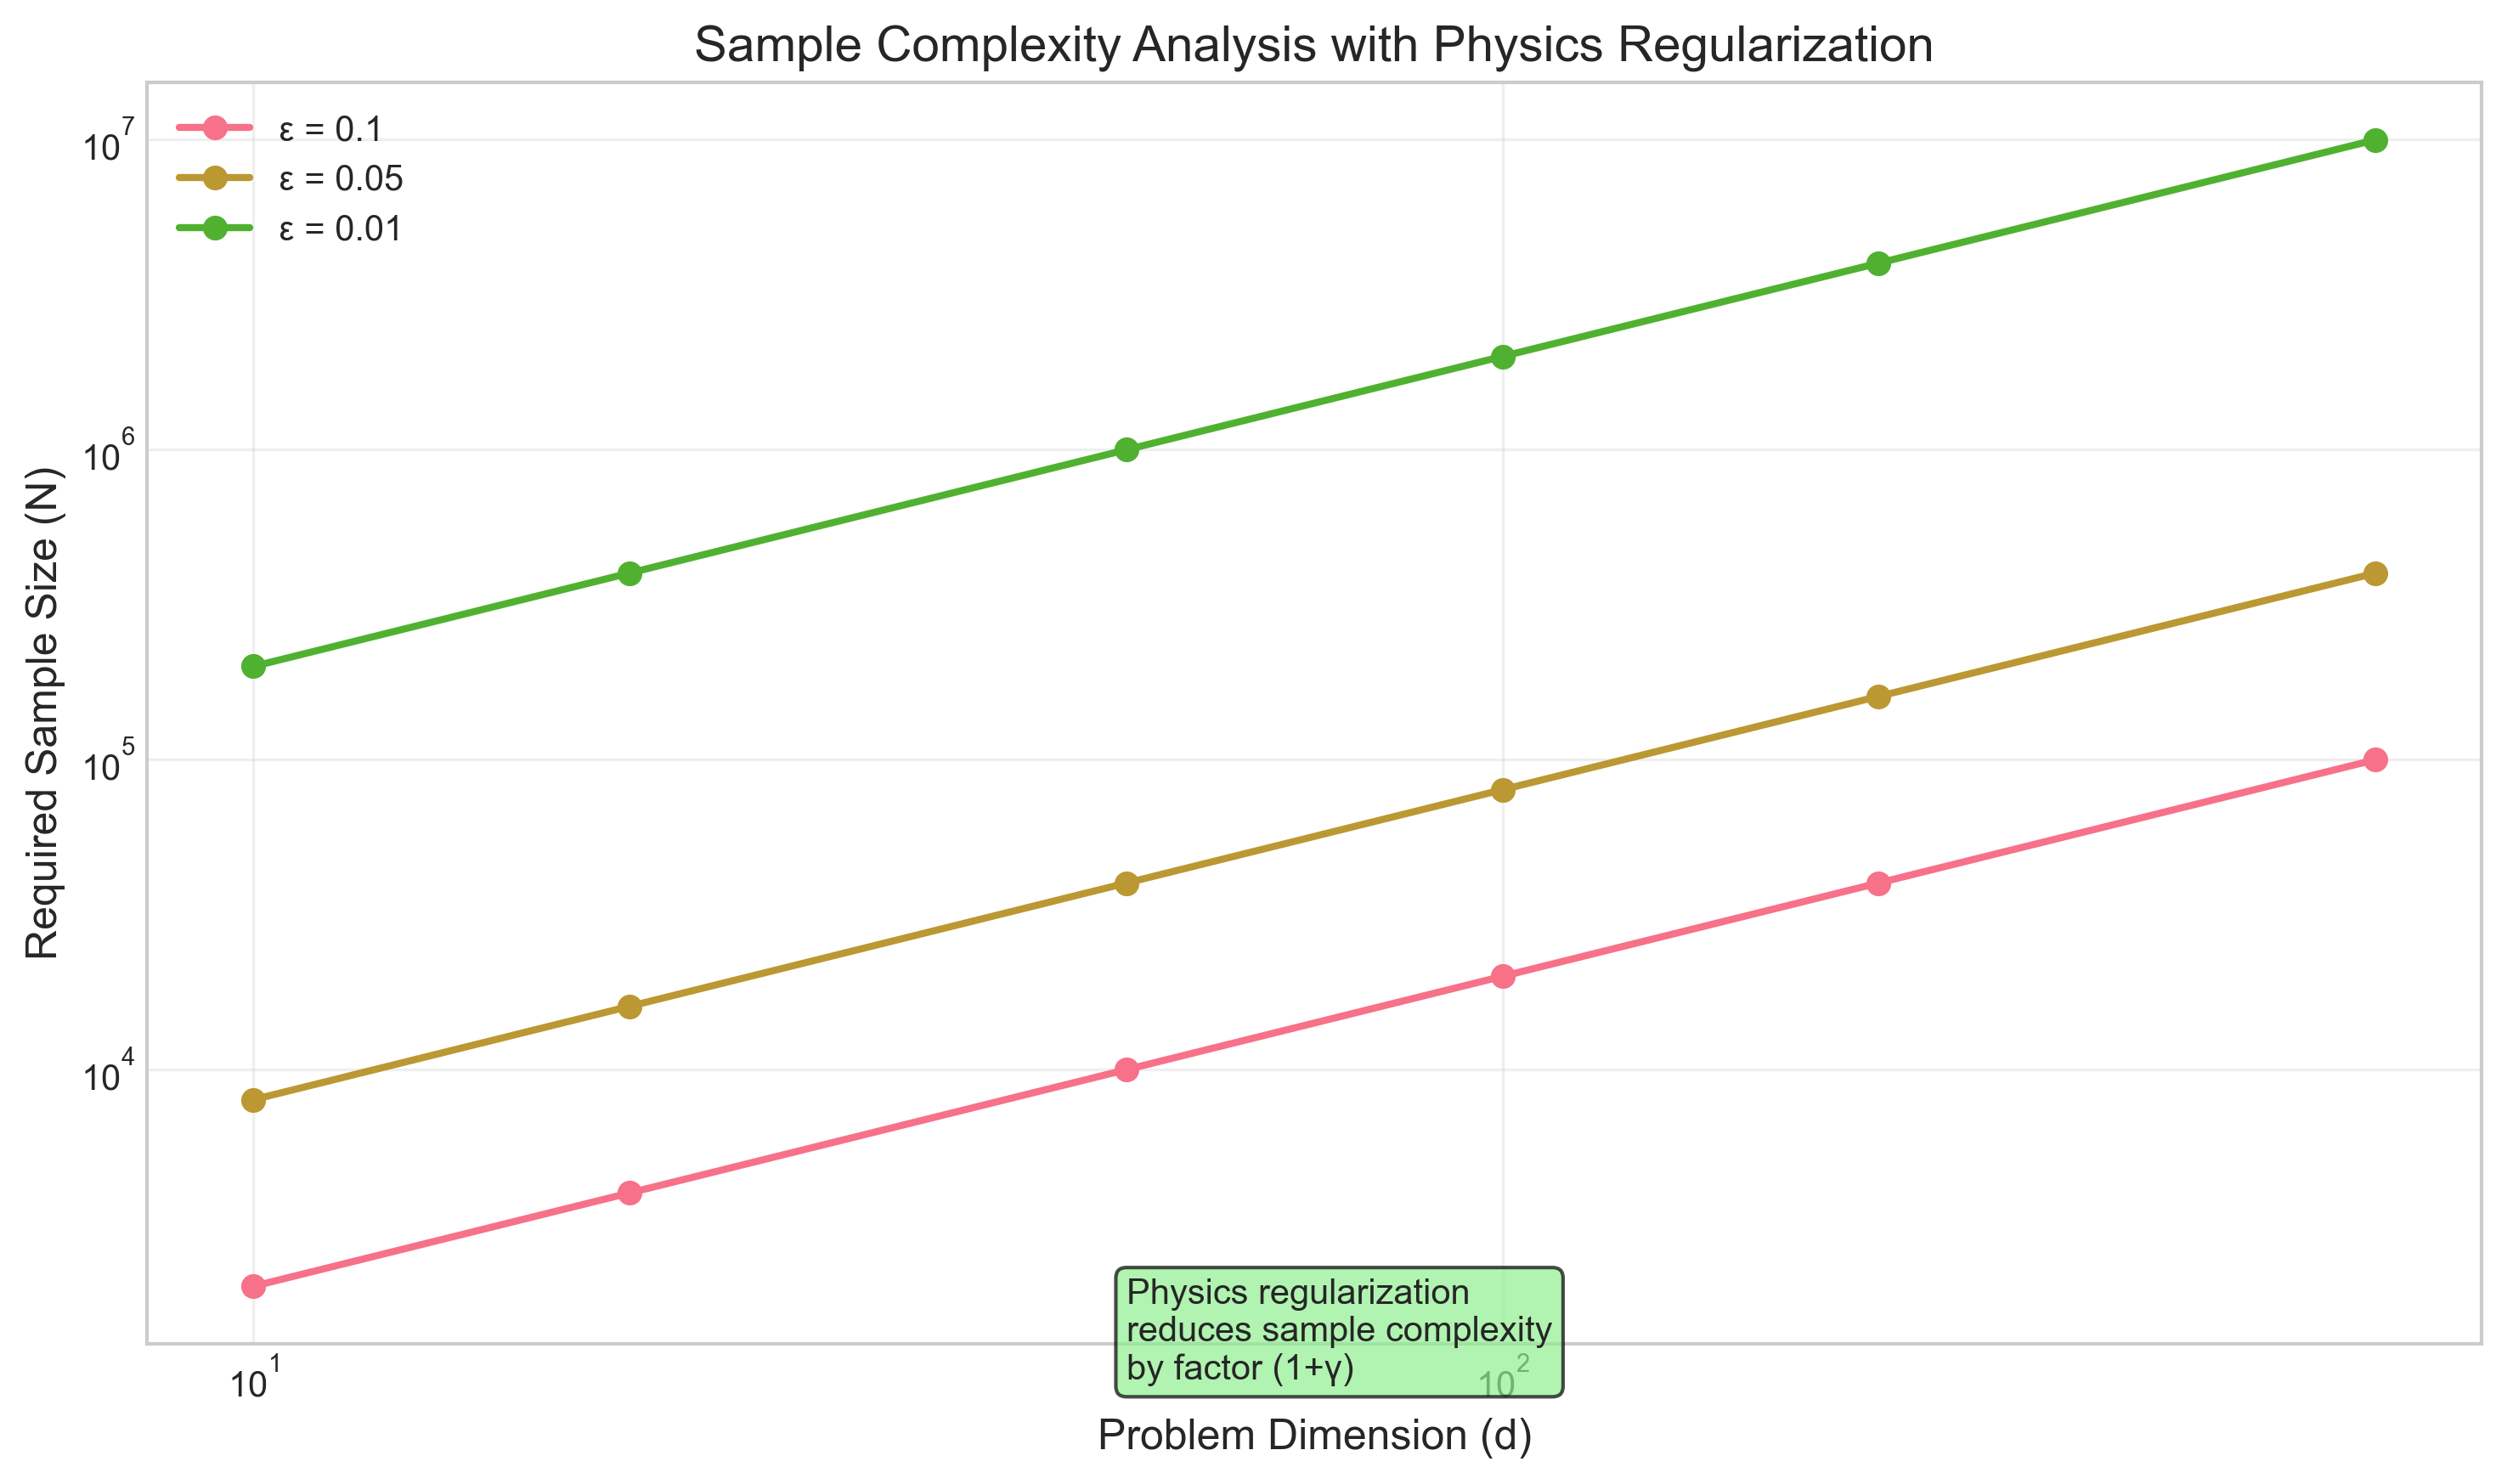 Sample Complexity Analysis with Physics Regularization
ε = 0.1
ε = 0.05
ε = 0.01
10^7
10^6
10^5
10^4
Required Sample Size (N)
Physics regularization
reduces sample complexity
by factor (1+γ)
10^1
10^2
Problem Dimension (d)